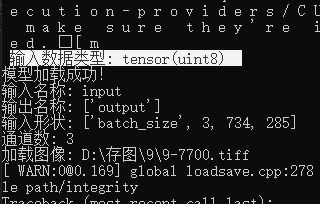 ecution-providers/CU
make sure they're i
ed. □[m
输入数据类型: tensor(uint8)
模型加载成功!
输入名称: input
输出名称: ['output']
输入形状: ['batch_size', 3, 734, 285]
通道数: 3
加载图像: D:\存图\9\9-7700.tiff
[ WARN:0@0.169] global loadsave.cpp:278
le path/integrity
Traceback (most recent call last):